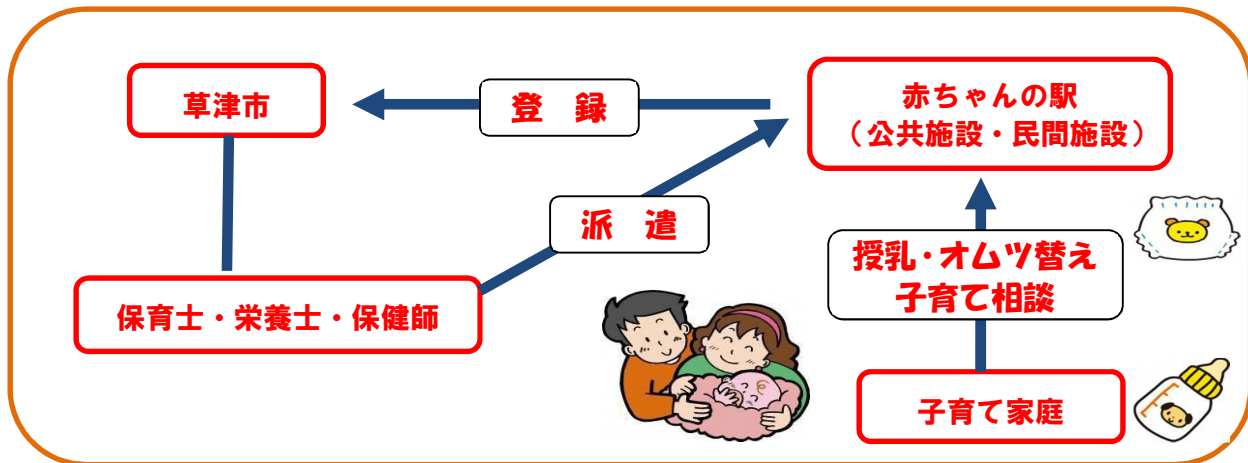 草津市
登　録
赤ちゃんの駅
（公共施設・民間施設）
派　遣
授乳・オムツ替え
子育て相談
保育士・栄養士・保健師
子育て家庭